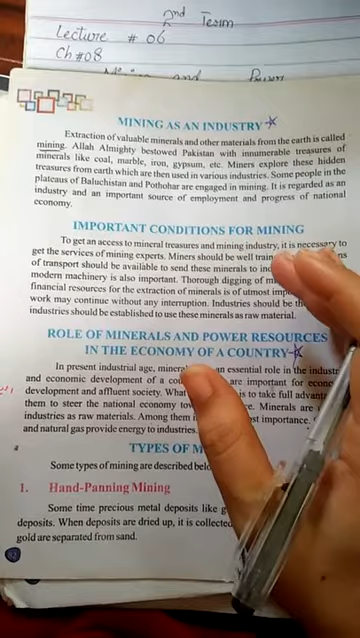 2nd Term
Lecture # 06
Ch # 08
and
MINING AS AN INDUSTRY
Extraction of valuable minerals and other materials from the earth is called
mining. Allah Almighty bestowed Pakistan with innumerable treasures of
minerals like coal, marble, iron, gypsum, etc. Miners explore these hidden
treasures from earth which are then used in various industries. Some people in the
plateaus of Baluchistan and Pothohar are engaged in mining. It is regarded as an
industry and an important source of employment and progress of national
economy.
IMPORTANT CONDITIONS FOR MINING
To get an access to mineral treasures and mining industry, it is necessary to
get the services of mining experts. Miners should be well train
of transport should be available to send these minerals to
modern machinery is also important. Thorough digging of
financial resources for the extraction of minerals is of utmost
work may continue without any interruption. Industries should be
industries should be established to use these minerals as raw material.
ROLE OF MINERALS AND POWER RESOURCES
IN THE ECONOMY OF A COUNTRY
In present industrial age, an essential role in the
and economic development of a are important for
development and affluent society. What is to take full
them to steer the national economy Minerals are
industries as raw materials. Among them importance,
and natural gas provide energy to industries.
TYPES OF
Some types of mining are described
1. Hand-Panning Mining
Some time precious metal deposits like
deposits. When deposits are dried up, it is collected
gold are separated from sand.